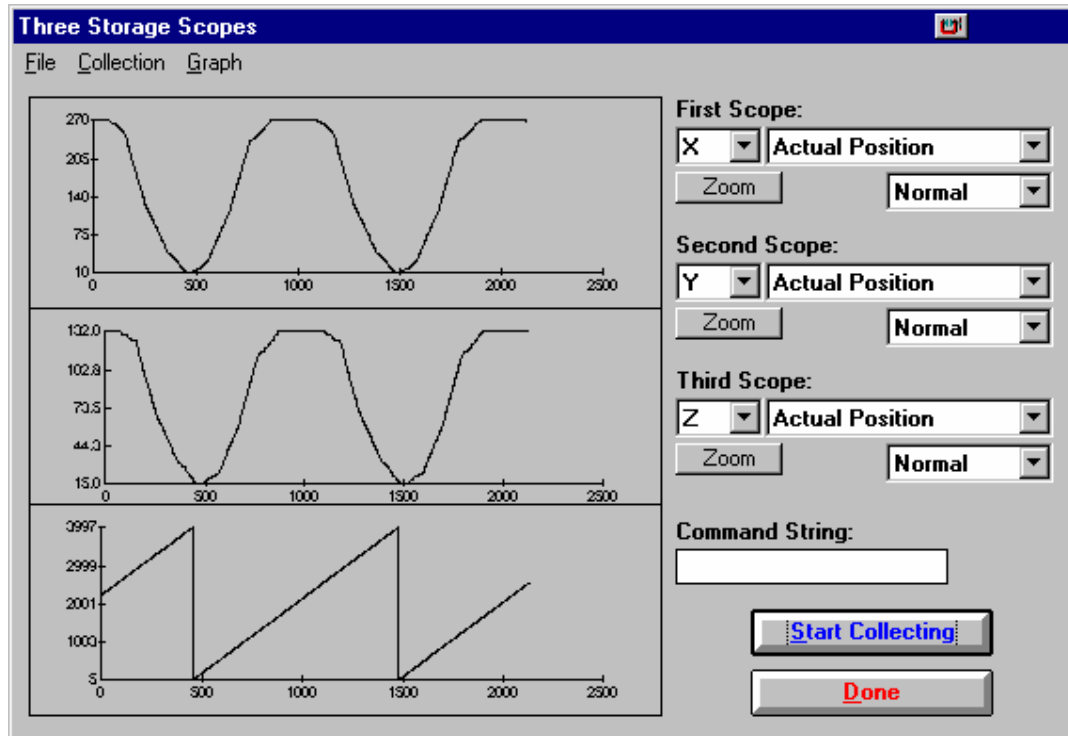 Three Storage Scopes
File Collection Graph
270
205
140
75
10
0 500 1000 1500 2000 2500
132.0
102.8
73.5
44.3
15.0
0 500 1000 1500 2000 2500
3997
2999
2001
1003
5
0 500 1000 1500 2000 2500
First Scope:
X Actual Position
Zoom Normal
Second Scope:
Y Actual Position
Zoom Normal
Third Scope:
Z Actual Position
Zoom Normal
Command String:
Start Collecting
Done